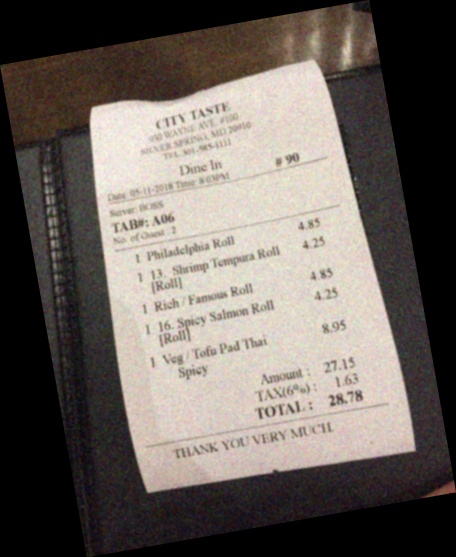 CITY TASTE
950 WAYNE AVE. #100
SILVER SPRING, MD 20910
TEL. 301-585-1111
Dine In # 90
Date: 05-11-2018 Time: 8:03PM
Server: BOSS
TAB#: A06
No. of Guest : 2
1 Philadelphia Roll 4.85
1 13. Shrimp Tempura Roll 4.25
[Roll]
1 Rich / Famous Roll 4.85
1 16. Spicy Salmon Roll 4.25
[Roll]
1 Veg / Tofu Pad Thai 8.95
Spicy
Amount : 27.15
TAX(6%) : 1.63
TOTAL : 28.78
THANK YOU VERY MUCH